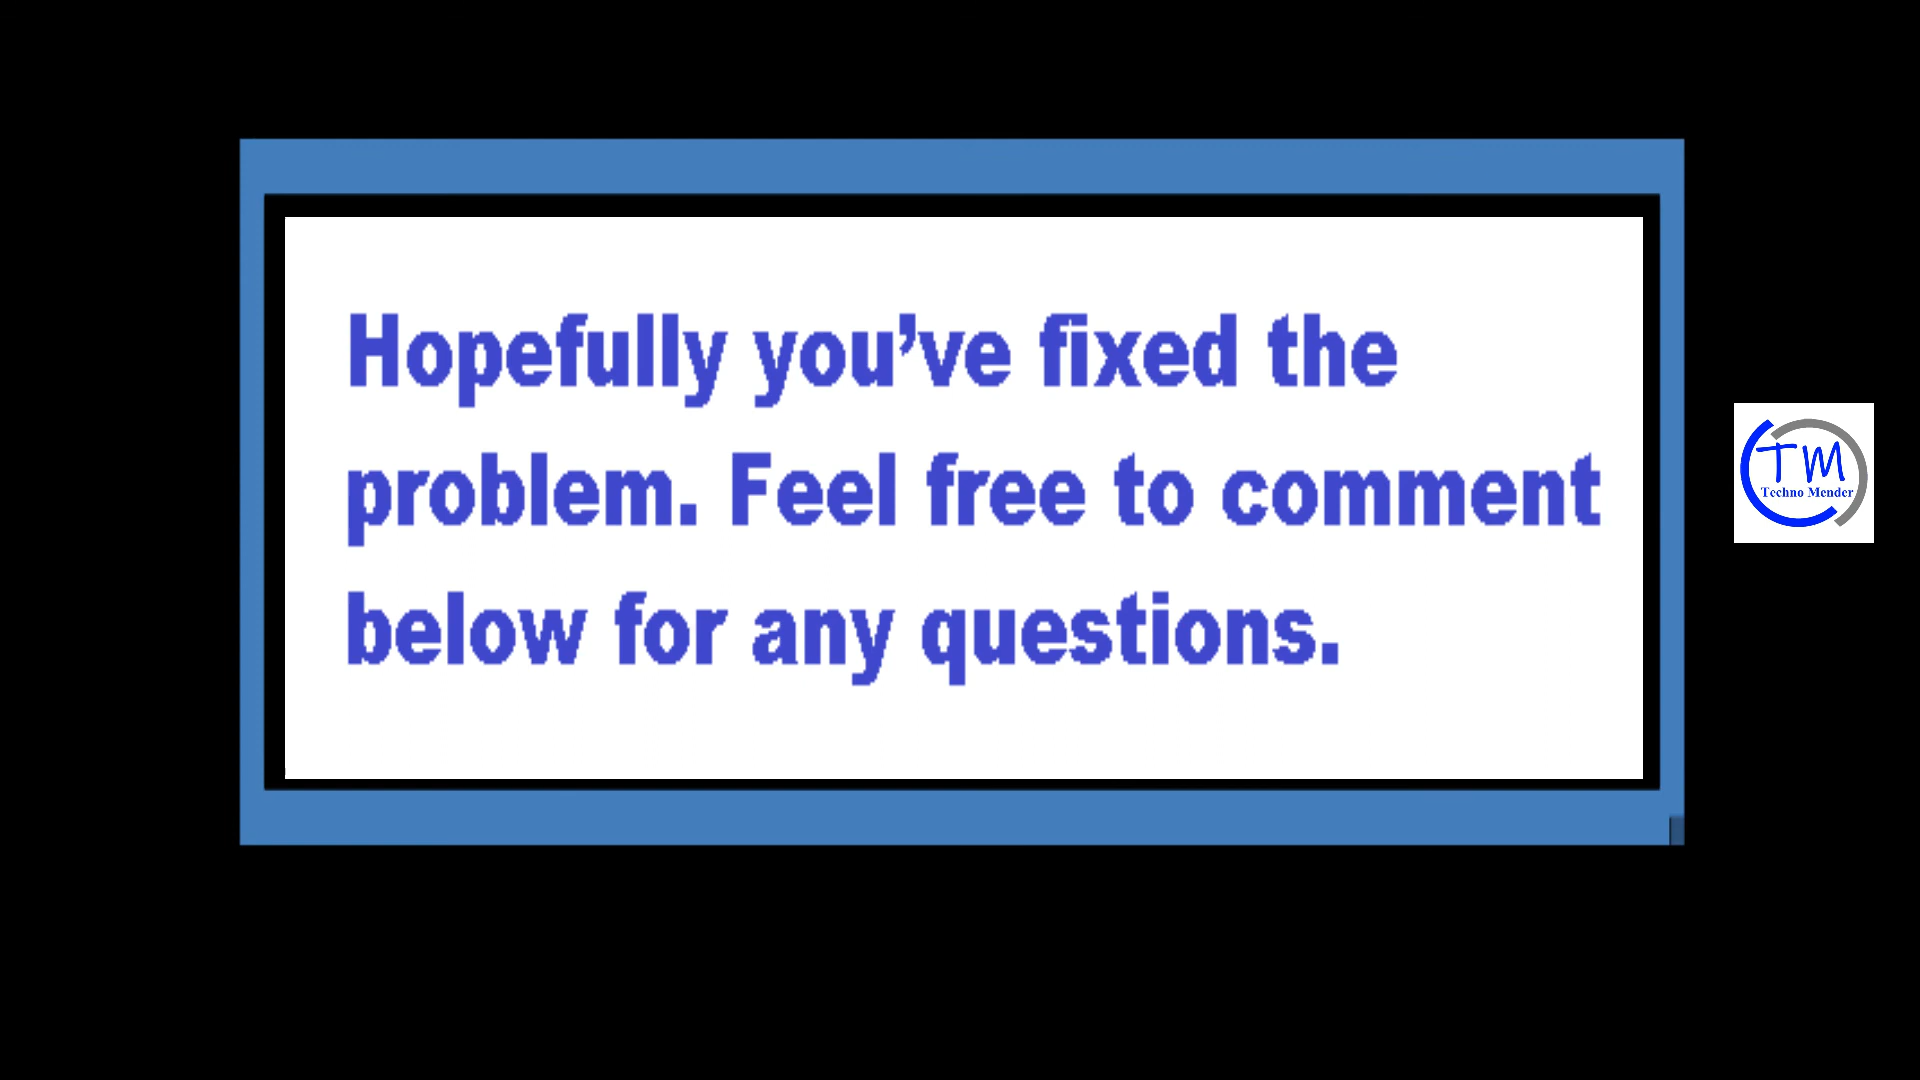 Hopefully you’ve fixed the
problem. Feel free to comment
below for any questions.
TM
Techno Mender